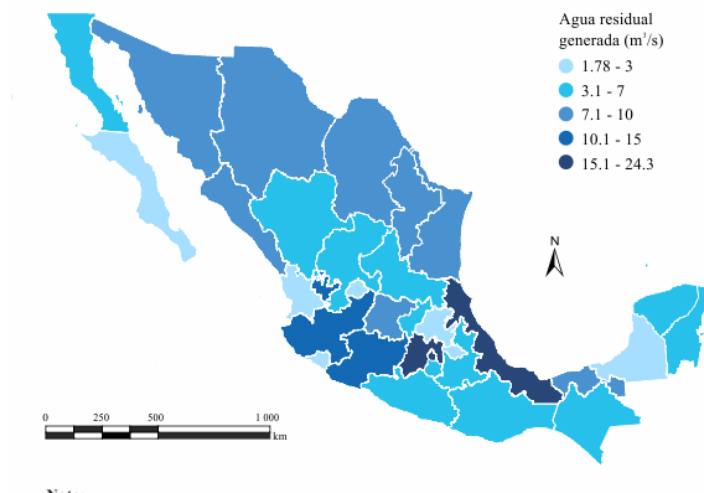 Agua residual
generada (m³/s)
1.78 - 3
3.1 - 7
7.1 - 10
10.1 - 15
15.1 - 24.3
N
0 250 500 1 000
km